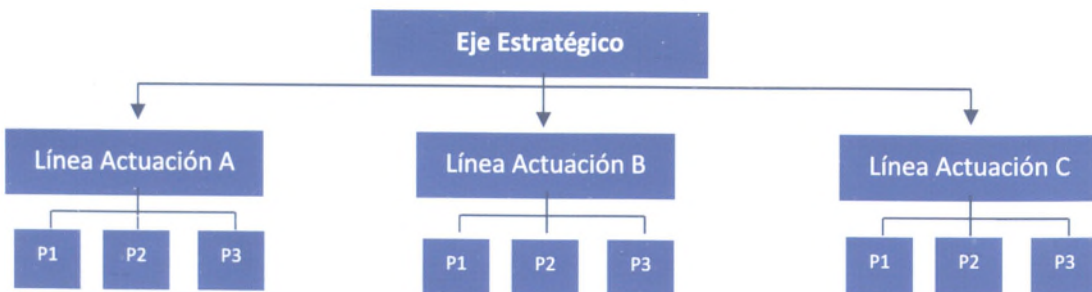 Eje Estratégico
Línea Actuación A
Línea Actuación B
Línea Actuación C
P1 P2 P3
P1 P2 P3
P1 P2 P3